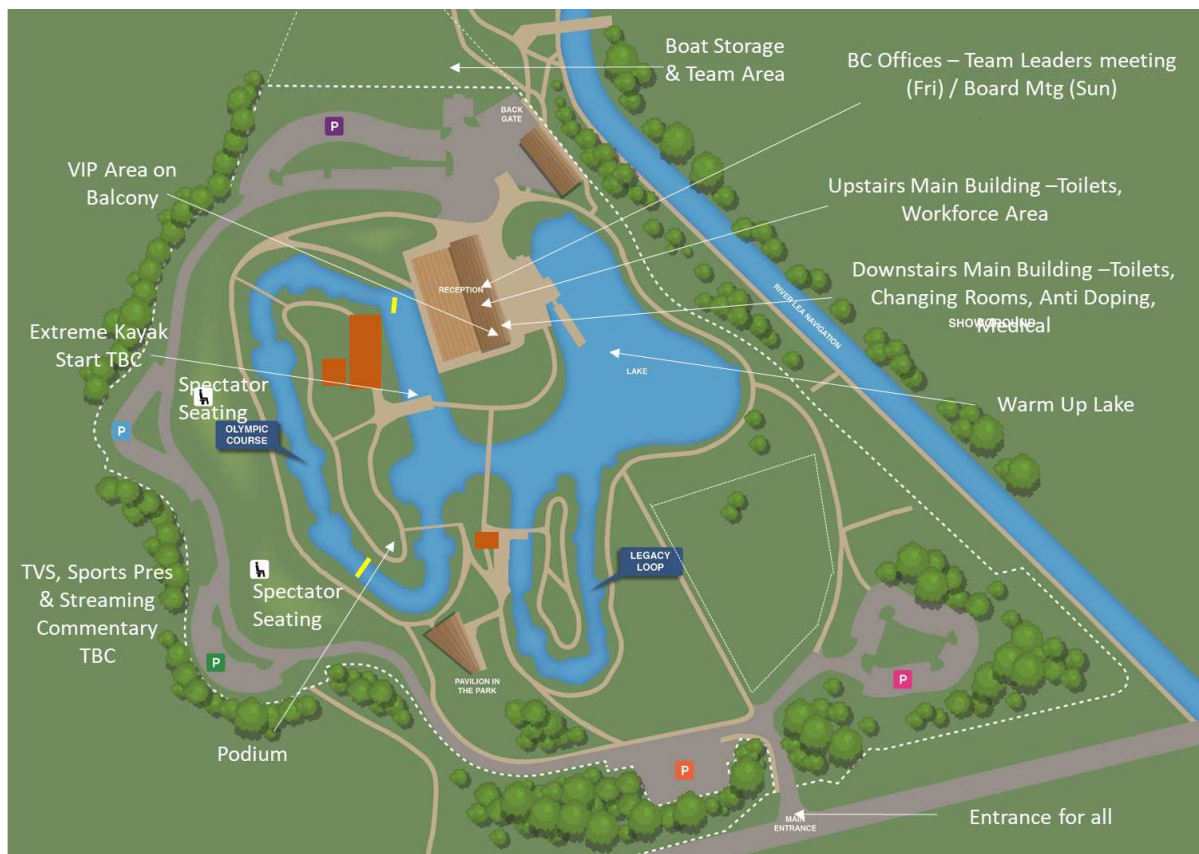 Boat Storage
& Team Area
BC Offices – Team Leaders meeting
(Fri) / Board Mtg (Sun)
BACK
GATE
P
VIP Area on
Balcony
Upstairs Main Building –Toilets,
Workforce Area
RECEPTION
Downstairs Main Building –Toilets,
Changing Rooms, Anti Doping,
Medical
SHOWGROUND
RIVER LEA NAVIGATION
Extreme Kayak
Start TBC
LAKE
Spectator
Seating
Warm Up Lake
P
OLYMPIC
COURSE
LEGACY
LOOP
TVS, Sports Pres
& Streaming
Commentary
TBC
Spectator
Seating
P
PAVILION IN
THE PARK
P
Podium
P
Entrance for all
MAIN
ENTRANCE